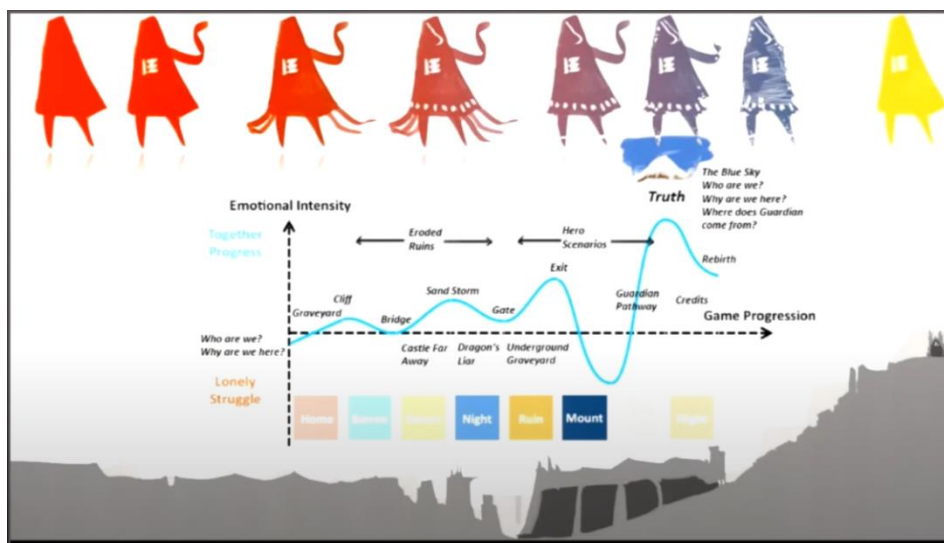 The Blue Sky
Who are we?
Why are we here?
Where does Guardian
come from?
Truth
Emotional Intensity
Together
Progress
Eroded
Ruins
Hero
Scenarios
Exit
Rebirth
Sand Storm
Cliff
Graveyard
Bridge
Gate
Guardian
Pathway
Credits
Game Progression
Who are we?
Why are we here?
Castle Far
Away
Dragon's
Liar
Underground
Graveyard
Lonely
Struggle
Home
Night
Ruin
Mount